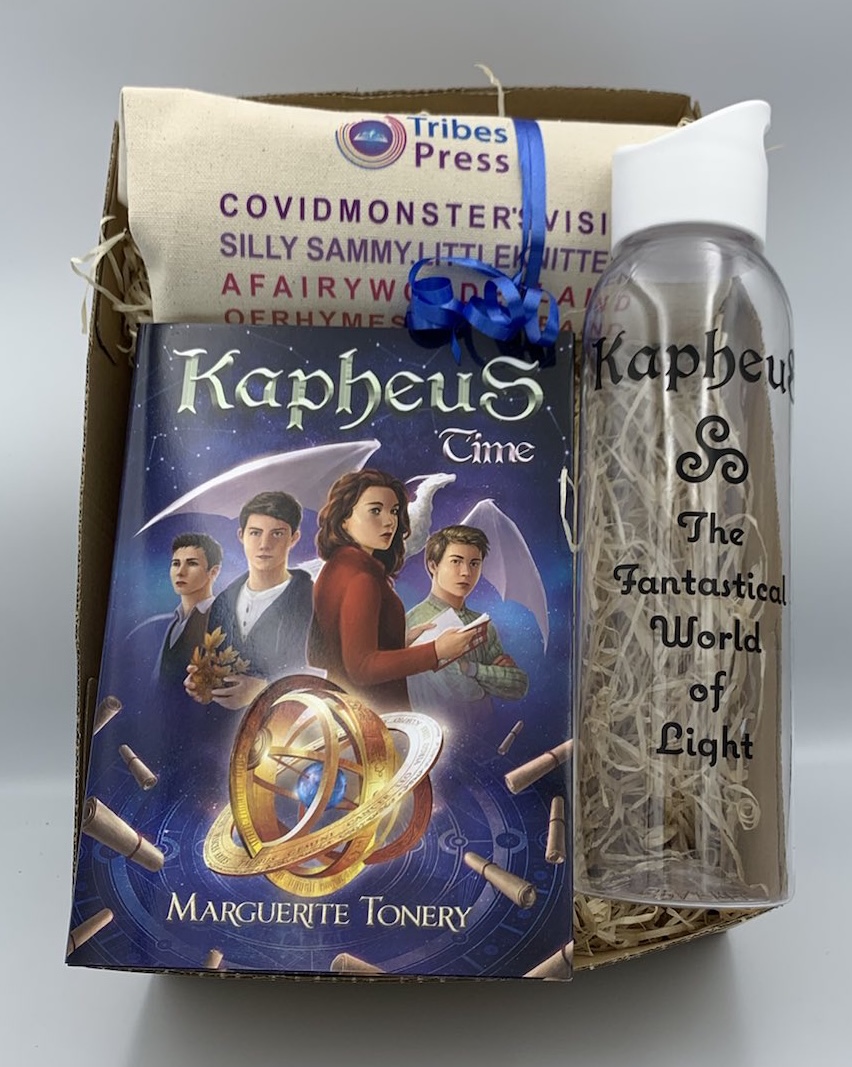 Tribes
Press
COVIDMONSTER'SVISI
SILLY SAMMY.LITTLEKNITTE
AFAIRYWO
OFRHYMES
AND
Kapheus
Time
MARGUERITE TONERY
Kapheus
The
Fantastical
World
of
Light